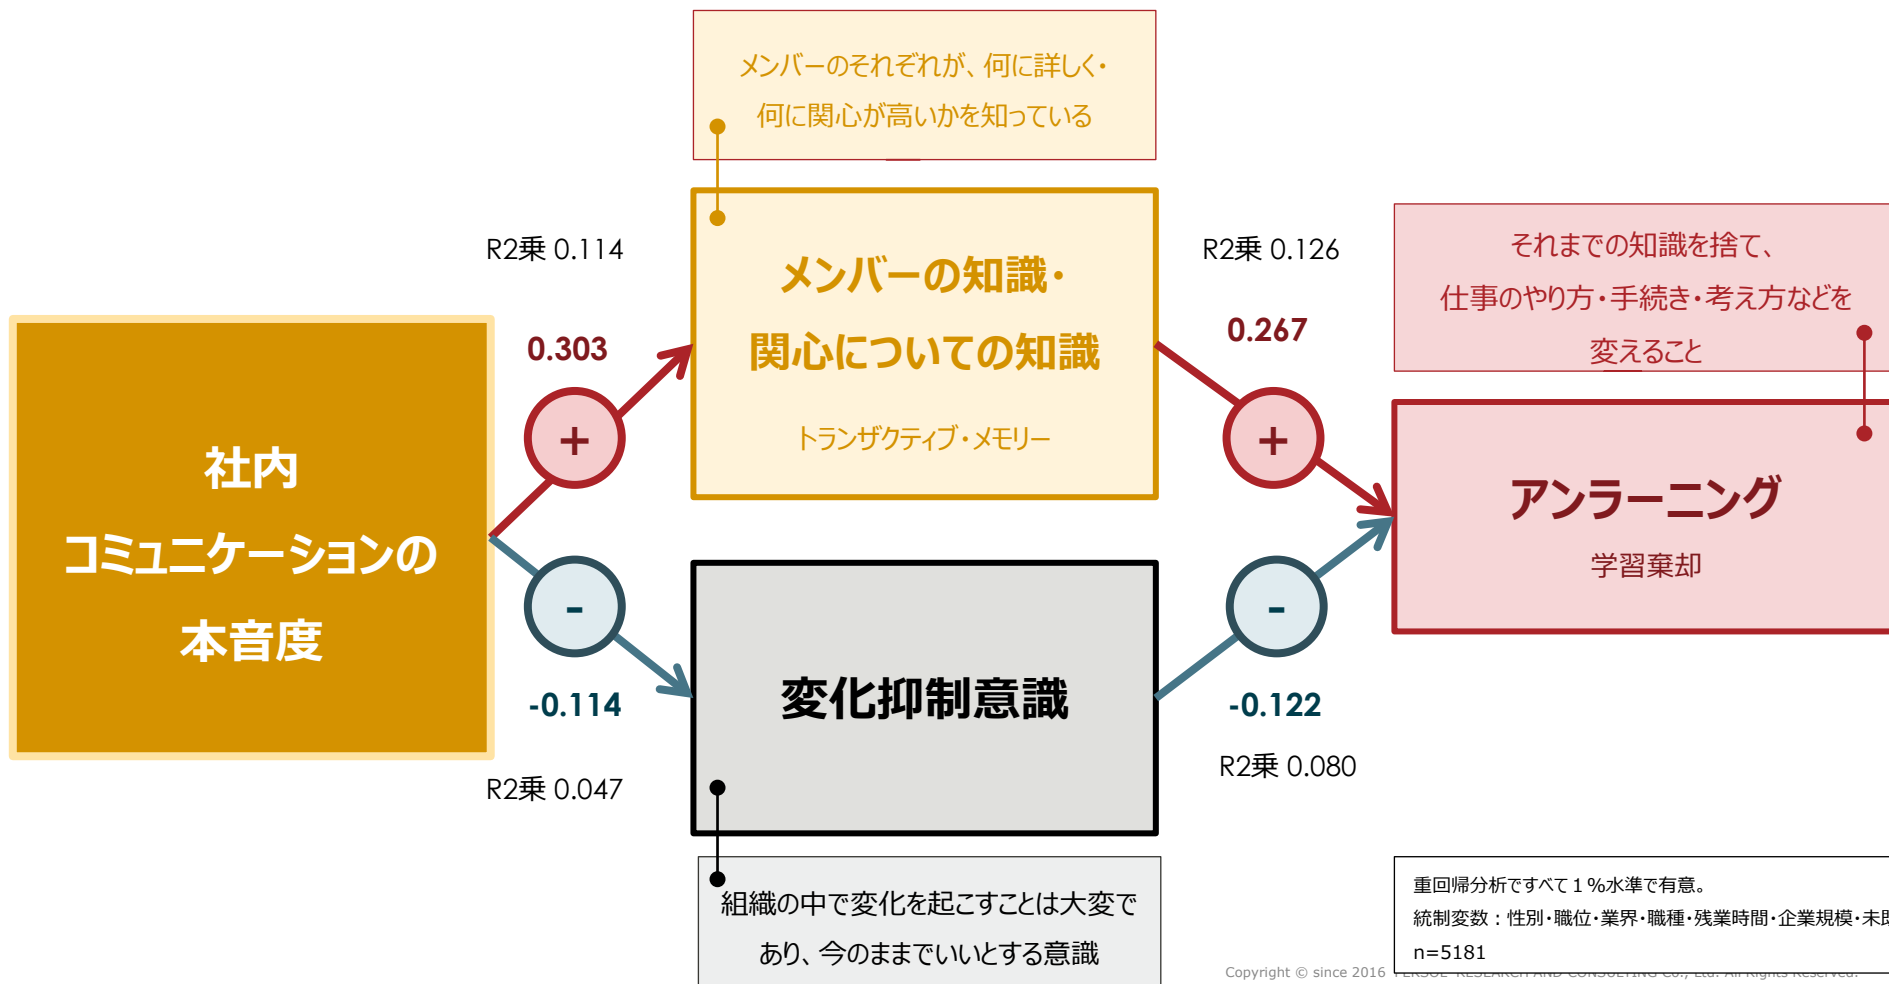 メンバーのそれぞれが、何に詳しく・
何に関心が高いかを知っている
R2乗 0.114
メンバーの知識・
関心についての知識
トランザクティブ・メモリー
R2乗 0.126
それまでの知識を捨て、
仕事のやり方・手続き・考え方などを
変えること
0.303
+
0.267
+
社内
コミュニケーションの
本音度
アンラーニング
学習棄却
-
-0.114
R2乗 0.047
変化抑制意識
-
-0.122
R2乗 0.080
組織の中で変化を起こすことは大変で
あり、今のままでいいとする意識
重回帰分析ですべて1%水準で有意。
統制変数:性別・職位・業界・職種・残業時間・企業規模・未既
n=5181
Copyright © since 2016 PERSOL RESEARCH AND CONSULTING Co., Ltd. All Rights Reserved.